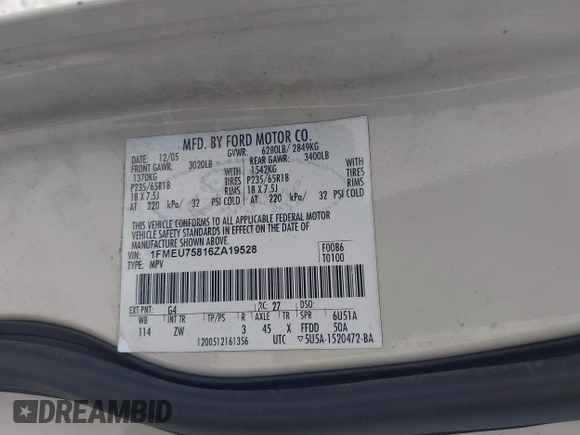 MFD. BY FORD MOTOR CO.
DATE: 12/05 GVWR: 6280LB/ 2849KG
FRONT GAWR: 3020LB REAR GAWR: 3400LB
1370KG WITH 1542KG WITH
P235/65R18 TIRES P235/65R18 TIRES
18 X 7.5J RIMS 18 X 7.5J RIMS
AT 220 kPa/ 32 PSI COLD AT 220 kPa/ 32 PSI COLD
THIS VEHICLE CONFORMS TO ALL APPLICABLE FEDERAL MOTOR
VEHICLE SAFETY STANDARDS IN EFFECT ON THE DATE OF
MANUFACTURE SHOWN ABOVE.
VIN: 1FMEU75816ZA19528 F0086
TYPE: MPV T0100
EXT PNT: G4 RC: 27 DSO:
WB INT TR TP/PS R AXLE TR SPR 6U51A
114 ZW 3 45 X FFDD 50A
1200512161356 UTC ▽5U5A-1520472-BA
DREAMBID